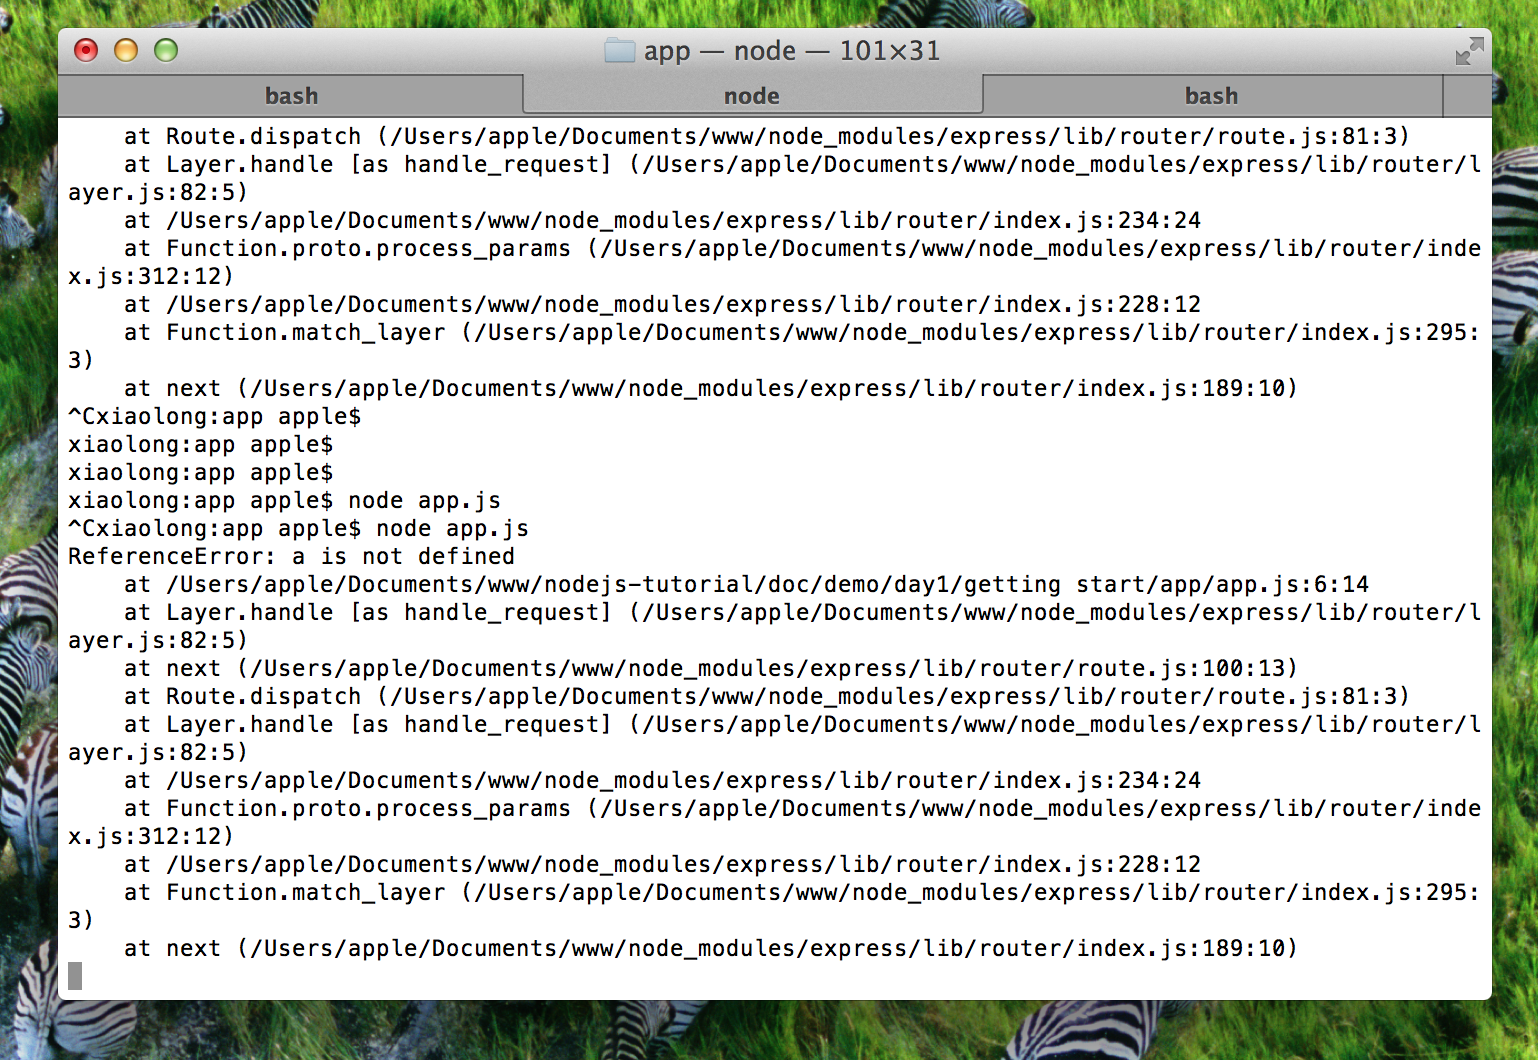 app — node — 101×31
bash node bash
    at Route.dispatch (/Users/apple/Documents/www/node_modules/express/lib/router/route.js:81:3)
    at Layer.handle [as handle_request] (/Users/apple/Documents/www/node_modules/express/lib/router/l
ayer.js:82:5)
    at /Users/apple/Documents/www/node_modules/express/lib/router/index.js:234:24
    at Function.proto.process_params (/Users/apple/Documents/www/node_modules/express/lib/router/inde
x.js:312:12)
    at /Users/apple/Documents/www/node_modules/express/lib/router/index.js:228:12
    at Function.match_layer (/Users/apple/Documents/www/node_modules/express/lib/router/index.js:295:
3)
    at next (/Users/apple/Documents/www/node_modules/express/lib/router/index.js:189:10)
^Cxiaolong:app apple$
xiaolong:app apple$
xiaolong:app apple$
xiaolong:app apple$ node app.js
^Cxiaolong:app apple$ node app.js
ReferenceError: a is not defined
    at /Users/apple/Documents/www/nodejs-tutorial/doc/demo/day1/getting start/app/app.js:6:14
    at Layer.handle [as handle_request] (/Users/apple/Documents/www/node_modules/express/lib/router/l
ayer.js:82:5)
    at next (/Users/apple/Documents/www/node_modules/express/lib/router/route.js:100:13)
    at Route.dispatch (/Users/apple/Documents/www/node_modules/express/lib/router/route.js:81:3)
    at Layer.handle [as handle_request] (/Users/apple/Documents/www/node_modules/express/lib/router/l
ayer.js:82:5)
    at /Users/apple/Documents/www/node_modules/express/lib/router/index.js:234:24
    at Function.proto.process_params (/Users/apple/Documents/www/node_modules/express/lib/router/inde
x.js:312:12)
    at /Users/apple/Documents/www/node_modules/express/lib/router/index.js:228:12
    at Function.match_layer (/Users/apple/Documents/www/node_modules/express/lib/router/index.js:295:
3)
    at next (/Users/apple/Documents/www/node_modules/express/lib/router/index.js:189:10)